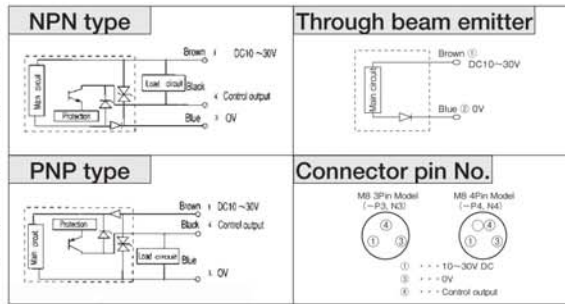 NPN type
Brown 1 DC10～30V
Main circuit
Load circuit
Black
4 Control output
Protection
Blue 3 0V
Through beam emitter
Brown ①
DC10～30V
Main circuit
Blue ② 0V
PNP type
Brown 1 DC10～30V
Black 4 Control output
Protection
Main circuit
Load circuit
Blue
3 0V
Connector pin No.
M8 3Pin Model M8 4Pin Model
(-P3, N3) (-P4, N4)
④ ④
① ③ ① ③
① ・・・10～30V DC
③ ・・・0V
④ ・・・Control output